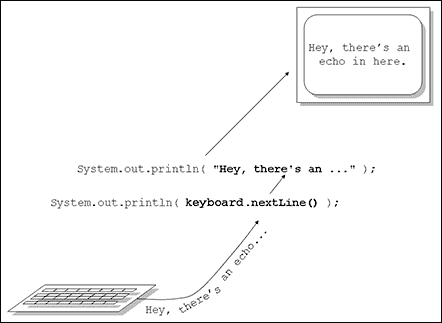 Hey, there's an
echo in here.
System.out.println( "Hey, there's an ..." );
System.out.println( keyboard.nextLine() );
Hey, there's an echo...